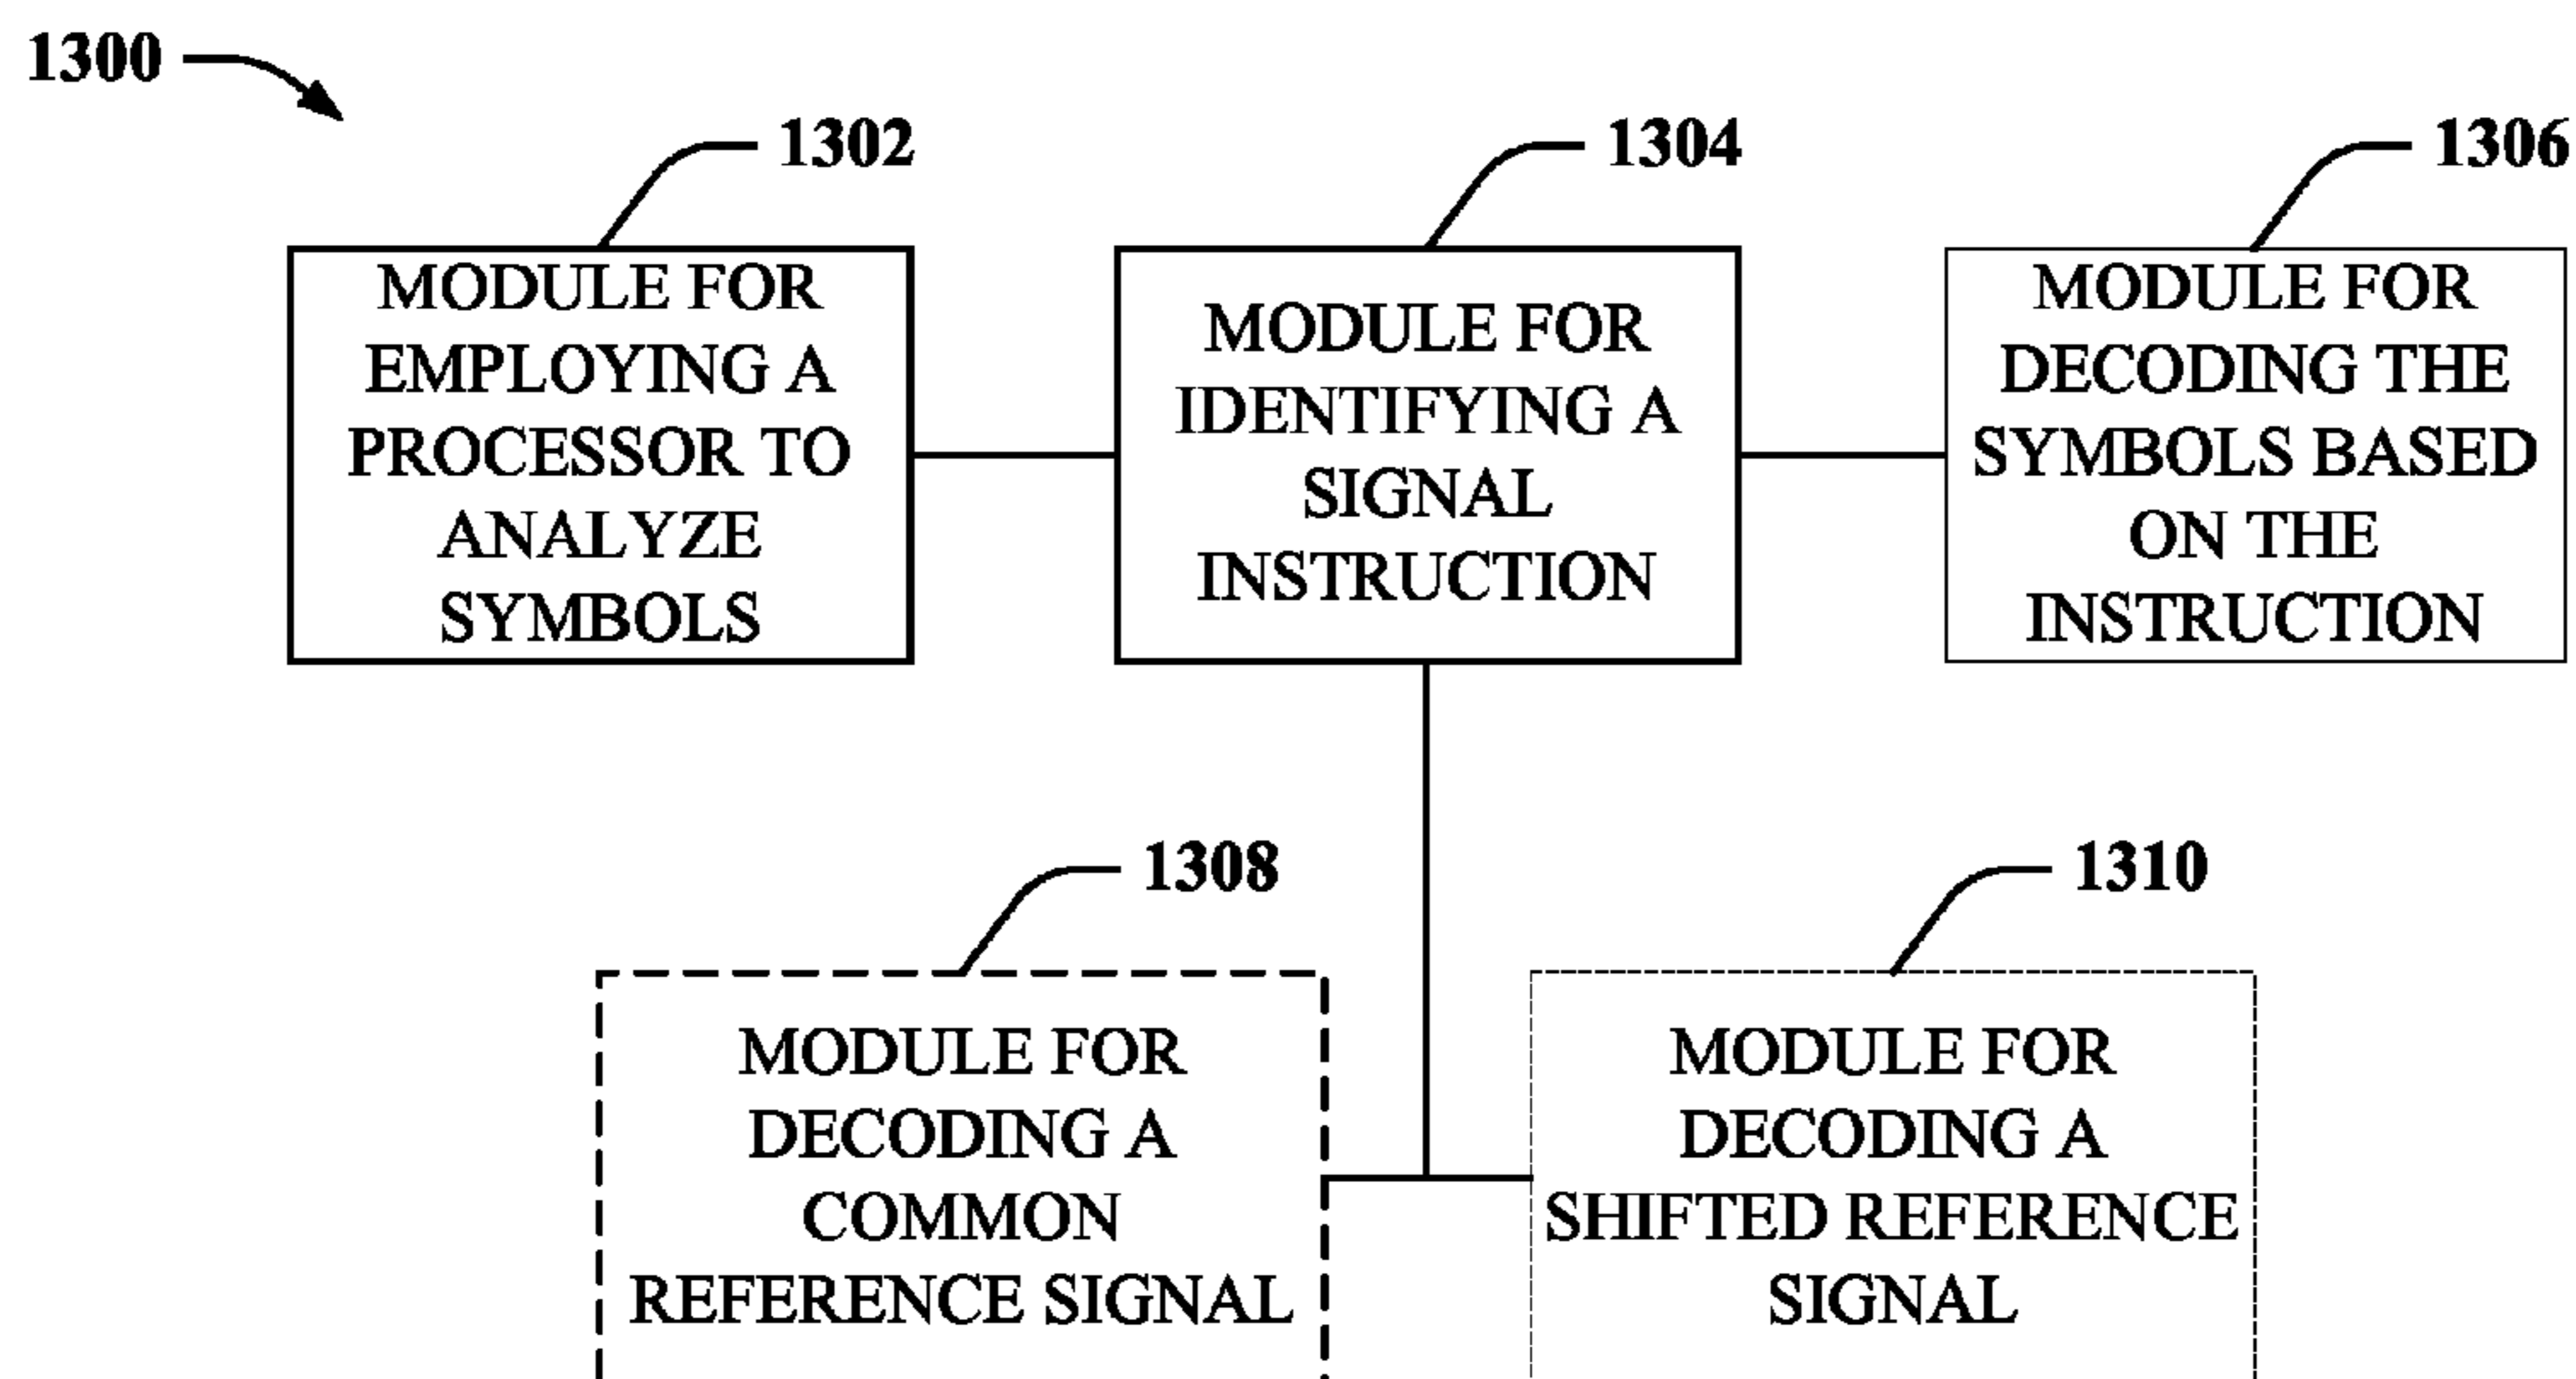 1300
1302
1304
1306
MODULE FOR
EMPLOYING A
PROCESSOR TO
ANALYZE
SYMBOLS
MODULE FOR
IDENTIFYING A
SIGNAL
INSTRUCTION
MODULE FOR
DECODING THE
SYMBOLS BASED
ON THE
INSTRUCTION
1308
1310
MODULE FOR
DECODING A
COMMON
REFERENCE SIGNAL
MODULE FOR
DECODING A
SHIFTED REFERENCE
SIGNAL